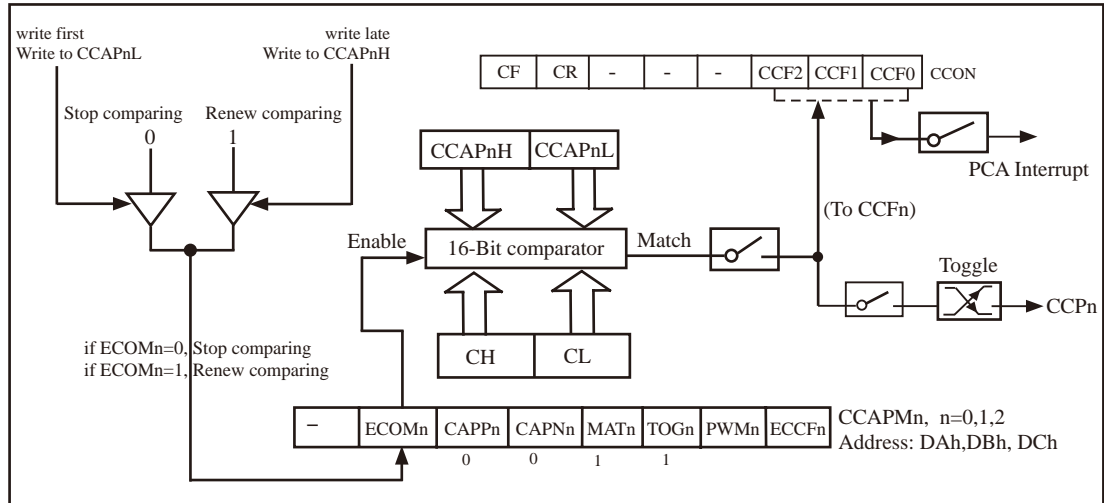 write first
Write to CCAPnL
write late
Write to CCAPnH
CF CR - - - CCF2 CCF1 CCF0 CCON
Stop comparing
0
Renew comparing
1
CCAPnH CCAPnL
PCA Interrupt
(To CCFn)
Enable
16-Bit comparator
Match
Toggle
CCPn
CH CL
if ECOMn=0, Stop comparing
if ECOMn=1, Renew comparing
– ECOMn CAPPn CAPNn MATn TOGn PWMn ECCFn
0 0 1 1
CCAPMn, n=0,1,2
Address: DAh,DBh, DCh